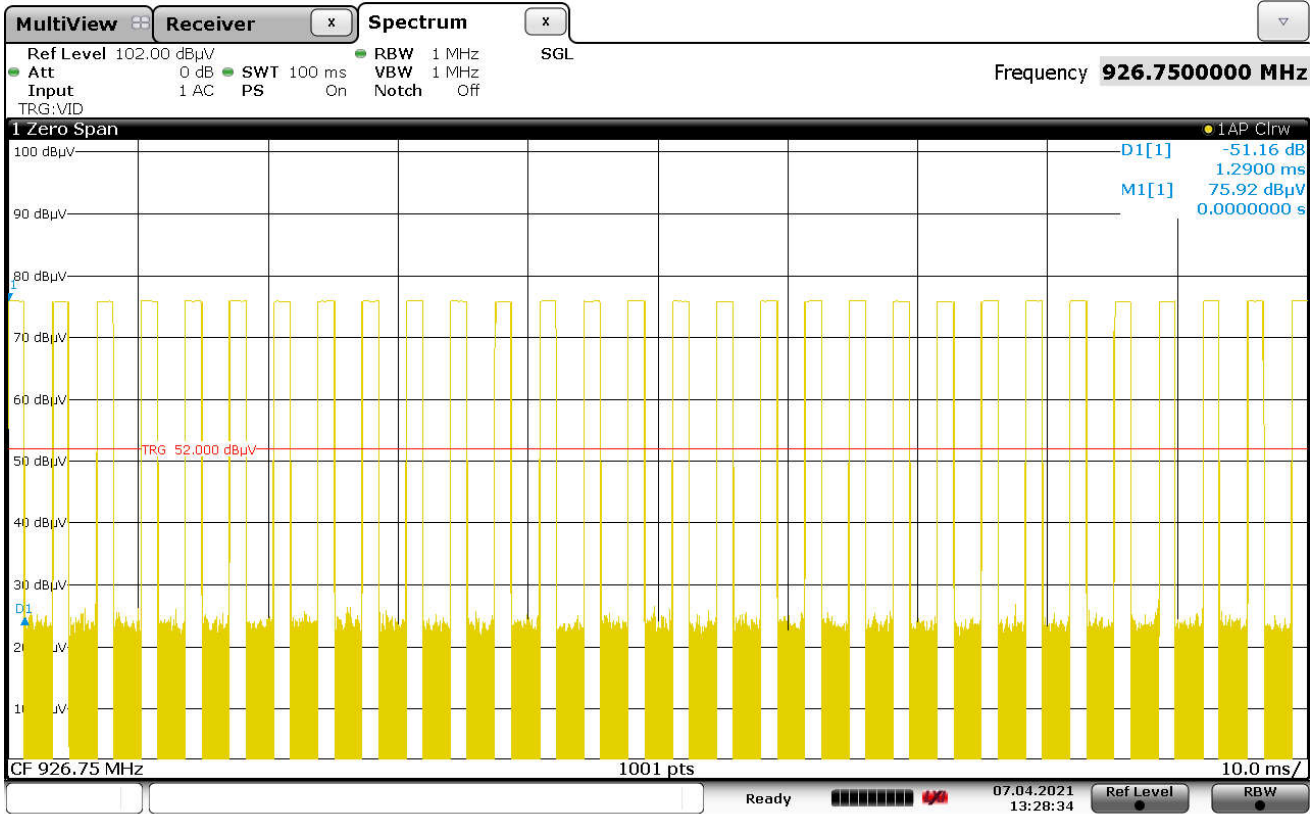 MultiView Receiver x Spectrum x
Ref Level 102.00 dBµV RBW 1 MHz SGL
Att 0 dB SWT 100 ms VBW 1 MHz Frequency 926.7500000 MHz
Input 1 AC PS On Notch Off
TRG:VID
1 Zero Span 1AP Clrw
100 dBµV D1[1] -51.16 dB
1.2900 ms
M1[1] 75.92 dBµV
90 dBµV 0.0000000 s
80 dBµV
1
70 dBµV
60 dBµV
TRG 52.000 dBµV
50 dBµV
40 dBµV
30 dBµV
D1
CF 926.75 MHz 1001 pts 10.0 ms/
Ready 07.04.2021 Ref Level RBW
13:28:34